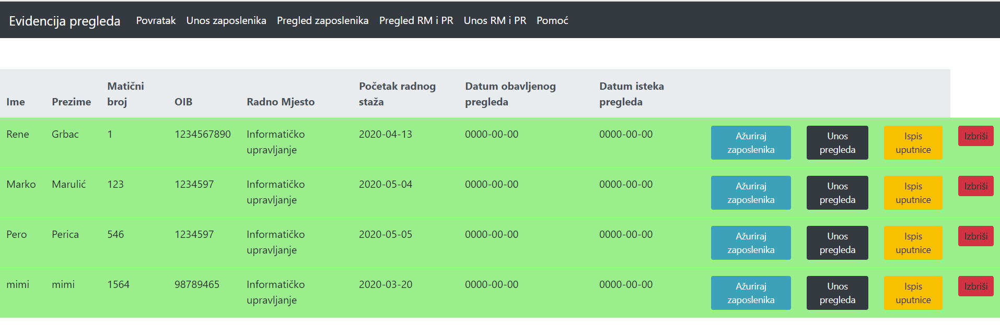 Evidencija pregleda Povratak Unos zaposlenika Pregled zaposlenika Pregled RM i PR Unos RM i PR Pomoć
Matični Početak radnog Datum obavljenog Datum isteka
Ime Prezime broj OIB Radno Mjesto staža pregleda pregleda
Rene Grbac 1 1234567890 Informatičko 2020-04-13 0000-00-00 0000-00-00 Ažuriraj Unos Ispis Izbriši
upravljanje zaposlenika pregleda uputnice
Marko Marulić 123 1234597 Informatičko 2020-05-04 0000-00-00 0000-00-00 Ažuriraj Unos Ispis Izbriši
upravljanje zaposlenika pregleda uputnice
Pero Perica 546 1234597 Informatičko 2020-05-05 0000-00-00 0000-00-00 Ažuriraj Unos Ispis Izbriši
upravljanje zaposlenika pregleda uputnice
mimi mimi 1564 98789465 Informatičko 2020-03-20 0000-00-00 0000-00-00 Ažuriraj Unos Ispis Izbriši
upravljanje zaposlenika pregleda uputnice